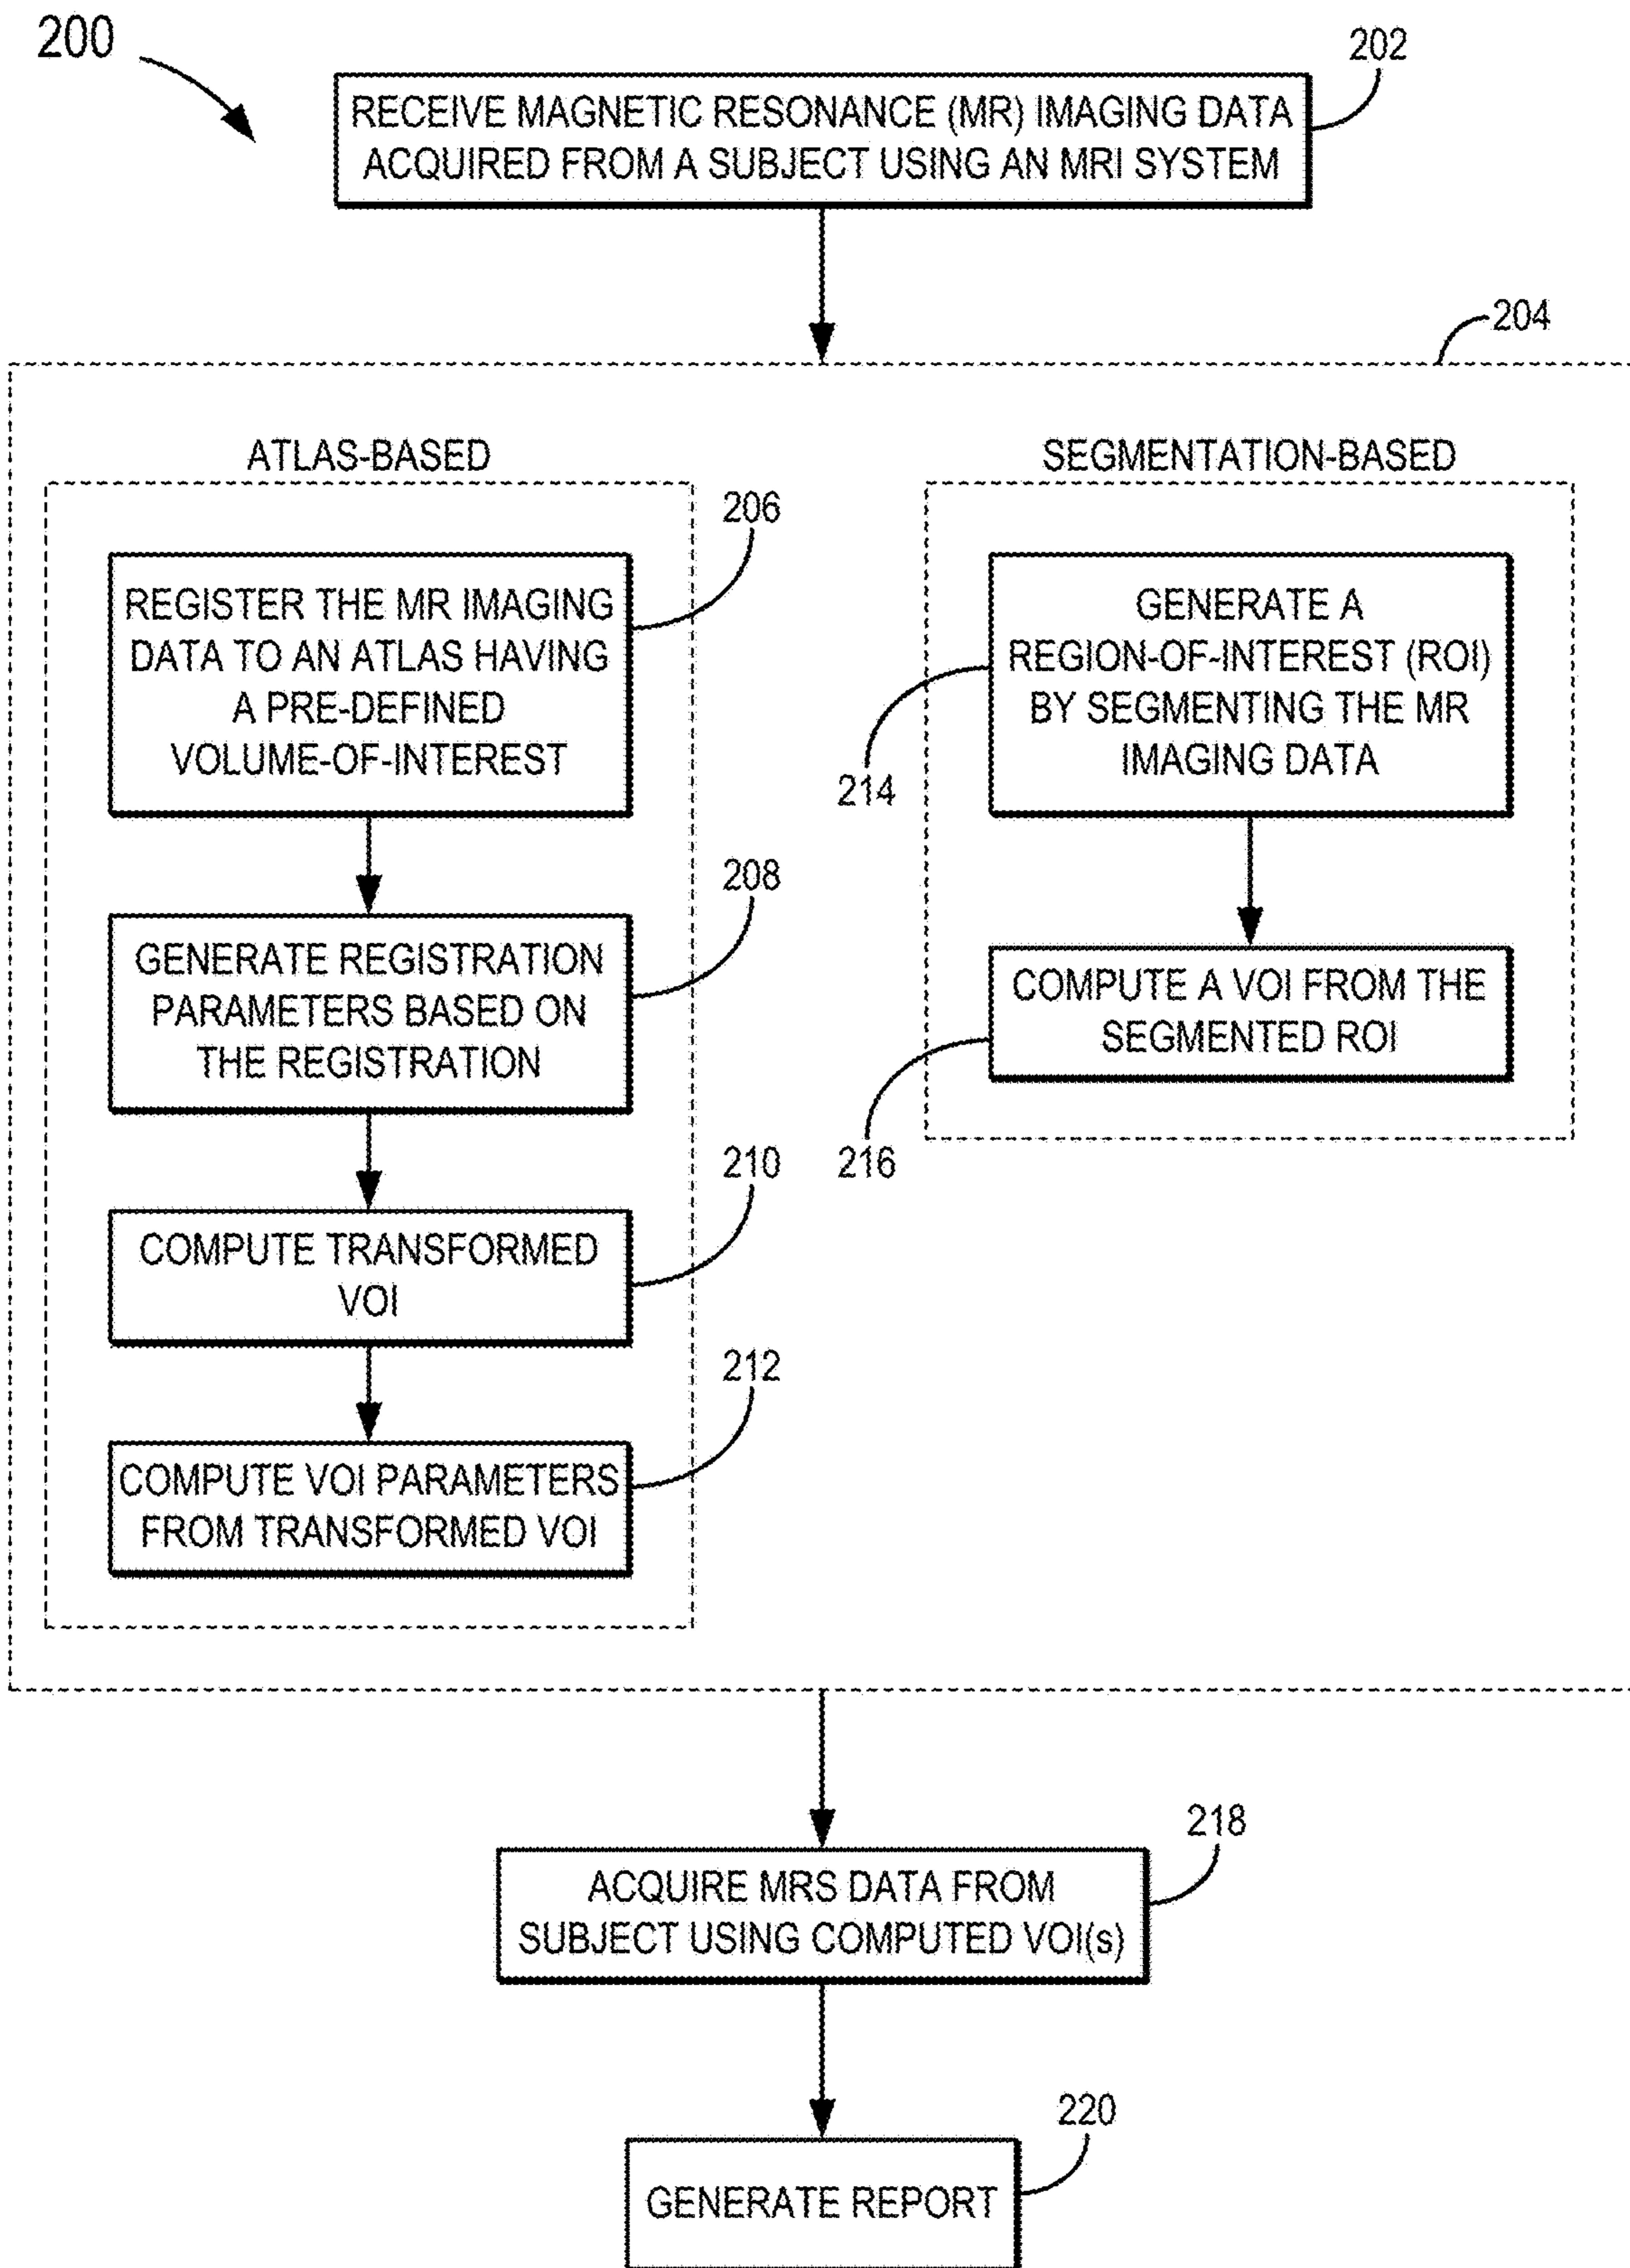 200
202
RECEIVE MAGNETIC RESONANCE (MR) IMAGING DATA
ACQUIRED FROM A SUBJECT USING AN MRI SYSTEM
204
ATLAS-BASED
206
REGISTER THE MR IMAGING
DATA TO AN ATLAS HAVING
A PRE-DEFINED
VOLUME-OF-INTEREST
208
GENERATE REGISTRATION
PARAMETERS BASED ON
THE REGISTRATION
210
COMPUTE TRANSFORMED
VOI
212
COMPUTE VOI PARAMETERS
FROM TRANSFORMED VOI
SEGMENTATION-BASED
GENERATE A
REGION-OF-INTEREST (ROI)
BY SEGMENTING THE MR
IMAGING DATA
214
COMPUTE A VOI FROM THE
SEGMENTED ROI
216
218
ACQUIRE MRS DATA FROM
SUBJECT USING COMPUTED VOI(s)
220
GENERATE REPORT